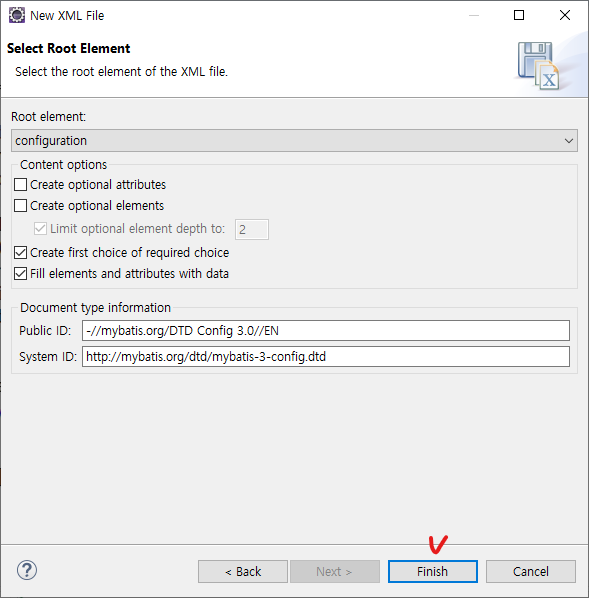 New XML File
Select Root Element
Select the root element of the XML file.
X
Root element:
configuration
Content options
Create optional attributes
Create optional elements
Limit optional element depth to: 2
Create first choice of required choice
Fill elements and attributes with data
Document type information
Public ID: -//mybatis.org/DTD Config 3.0//EN
System ID: http://mybatis.org/dtd/mybatis-3-config.dtd
? < Back Next > Finish Cancel